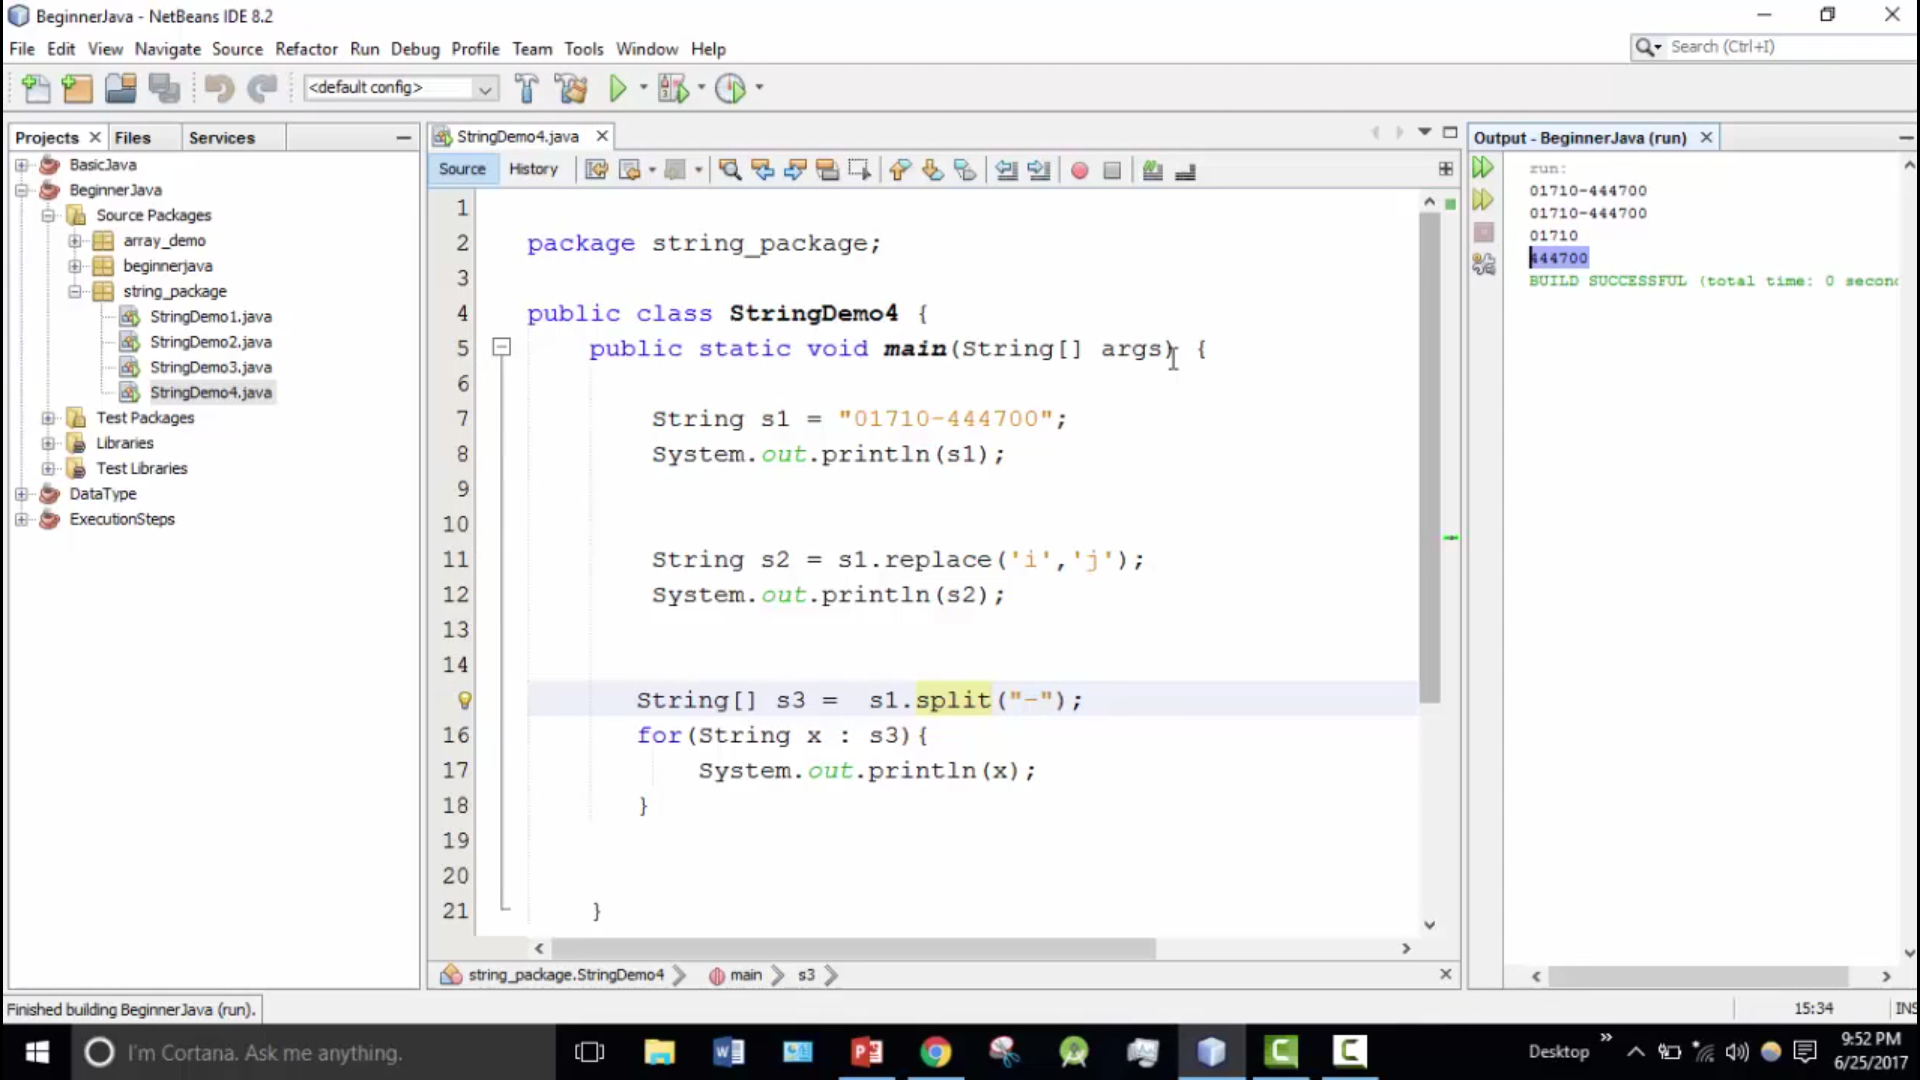 BeginnerJava - NetBeans IDE 8.2
File Edit View Navigate Source Refactor Run Debug Profile Team Tools Window Help
Search (Ctrl+I)
<default config>
Projects Files Services
StringDemo4.java
Output - BeginnerJava (run)
Source History
BasicJava
BeginnerJava
Source Packages
array_demo
beginnerjava
string_package
StringDemo1.java
StringDemo2.java
StringDemo3.java
StringDemo4.java
Test Packages
Libraries
Test Libraries
DataType
ExecutionSteps
1
2 package string_package;
3
4 public class StringDemo4 {
5 public static void main(String[] args) {
6
7 String s1 = "01710-444700";
8 System.out.println(s1);
9
10
11 String s2 = s1.replace('i','j');
12 System.out.println(s2);
13
14
String[] s3 =  s1.split("-");
16 for(String x : s3){
17 System.out.println(x);
18 }
19
20
21 }
run:
01710-444700
01710-444700
01710
444700
BUILD SUCCESSFUL (total time: 0 secon
string_package.StringDemo4 main s3
Finished building BeginnerJava (run).
15:34 INS
I'm Cortana. Ask me anything.
Desktop
9:52 PM
6/25/2017